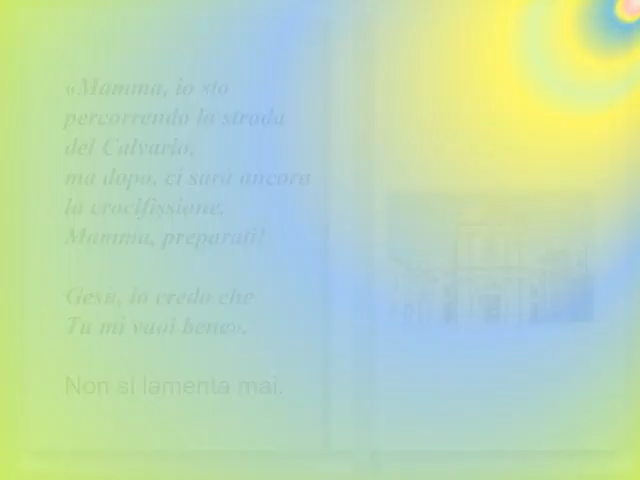 «Mamma, io sto
percorrendo la strada
del Calvario,
ma dopo, ci sarà ancora
la crocifissione.
Mamma, preparati!
Gesù, io credo che
Tu mi vuoi bene».
Non si lamenta mai.